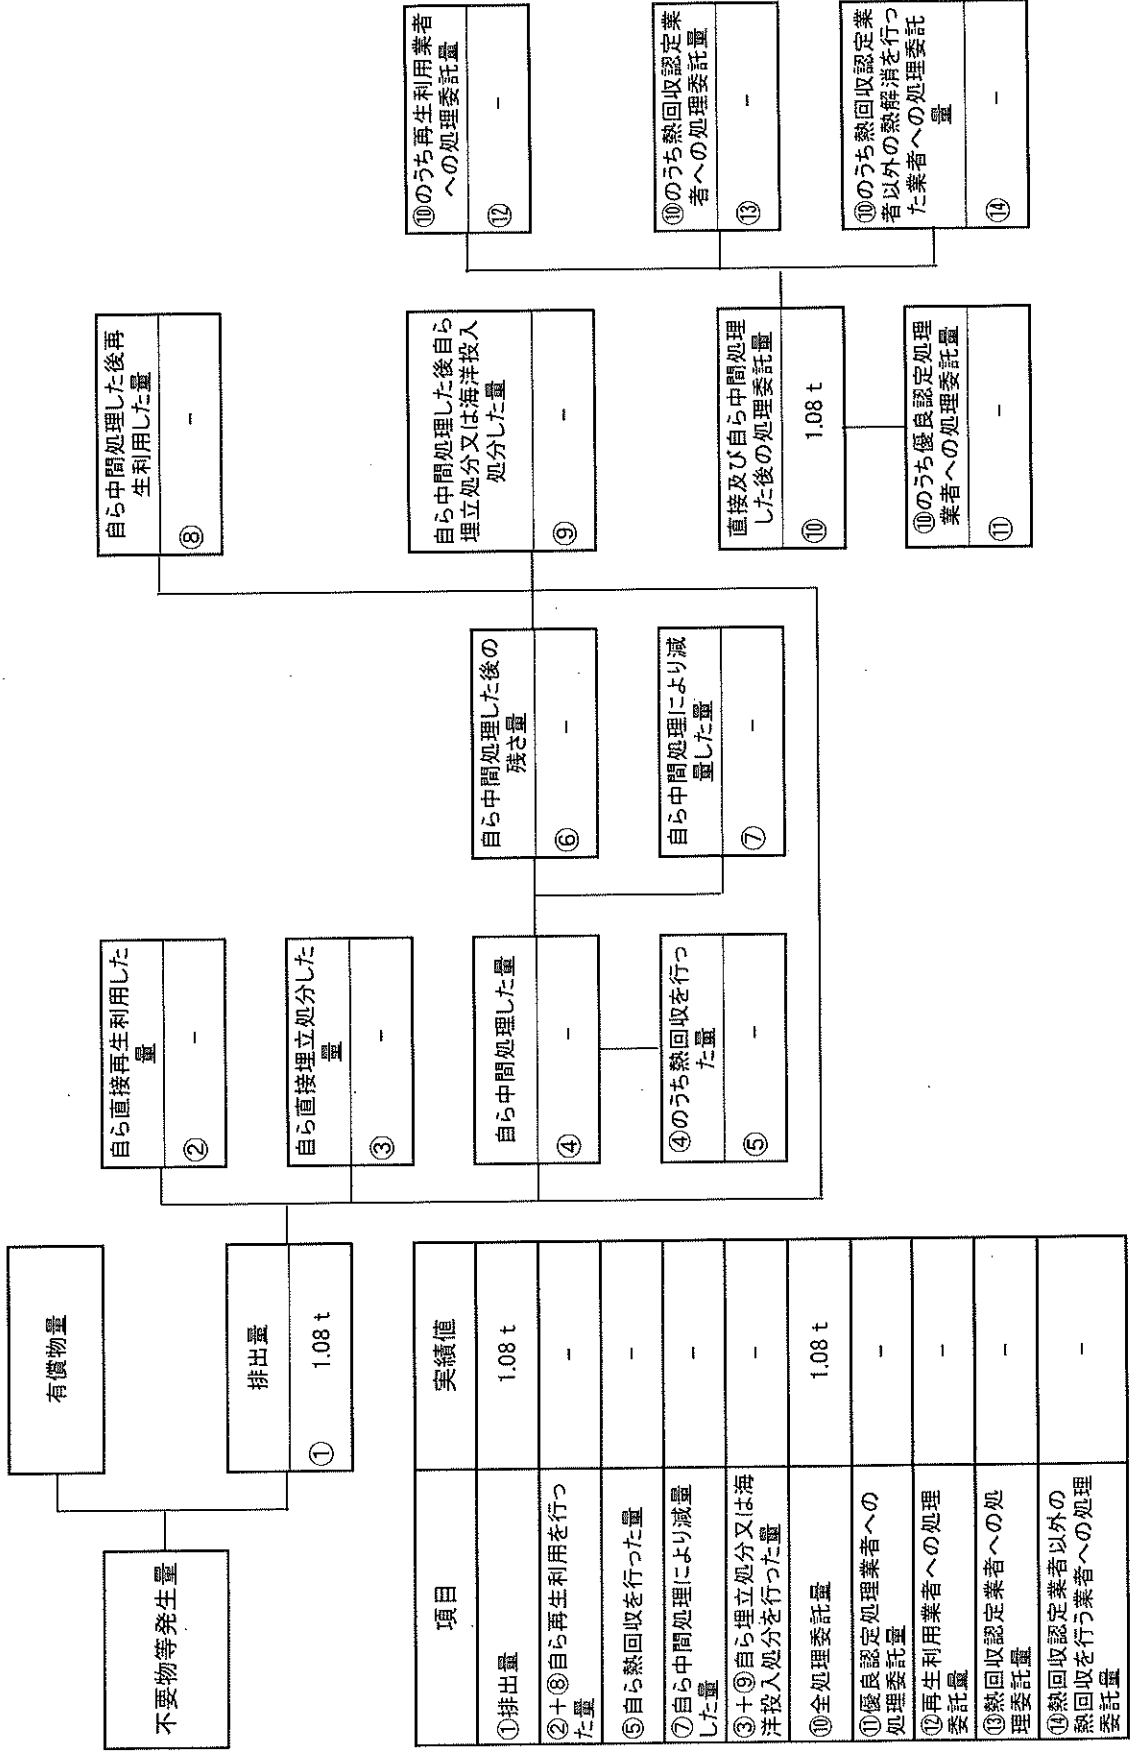 不要物等発生量
有償物量
排出量
①
1.08 t
自ら直接再生利用した
量
②
－
自ら直接埋立処分した
量
③
－
自ら中間処理した量
④
－
④のうち熱回収を行っ
た量
⑤
－
自ら中間処理した後の
残さ量
⑥
－
自ら中間処理により減
量した量
⑦
－
自ら中間処理した後再
生利用した量
⑧
－
自ら中間処理した後自ら
埋立処分又は海洋投入
処分した量
⑨
－
直接及び自ら中間処理
した後の処理委託量
⑩
1.08 t
⑩のうち優良認定処理
業者への処理委託量
⑪
－
⑩のうち再生利用業者
への処理委託量
⑫
－
⑩のうち熱回収認定業
者への処理委託量
⑬
－
⑩のうち熱回収認定業
者以外の熱解消を行っ
た業者への処理委託
量
⑭
－
項目
実績値
①排出量
1.08 t
②＋⑧自ら再生利用を行っ
た量
－
⑤自ら熱回収を行った量
－
⑦自ら中間処理により減量
した量
－
③＋⑨自ら埋立処分又は海
洋投入処分を行った量
－
⑩全処理委託量
1.08 t
⑪優良認定処理業者への
処理委託量
－
⑫再生利用業者への処理
委託量
－
⑬熱回収認定業者への処
理委託量
－
⑭熱回収認定業者以外の
熱回収を行う業者への処理
委託量
－